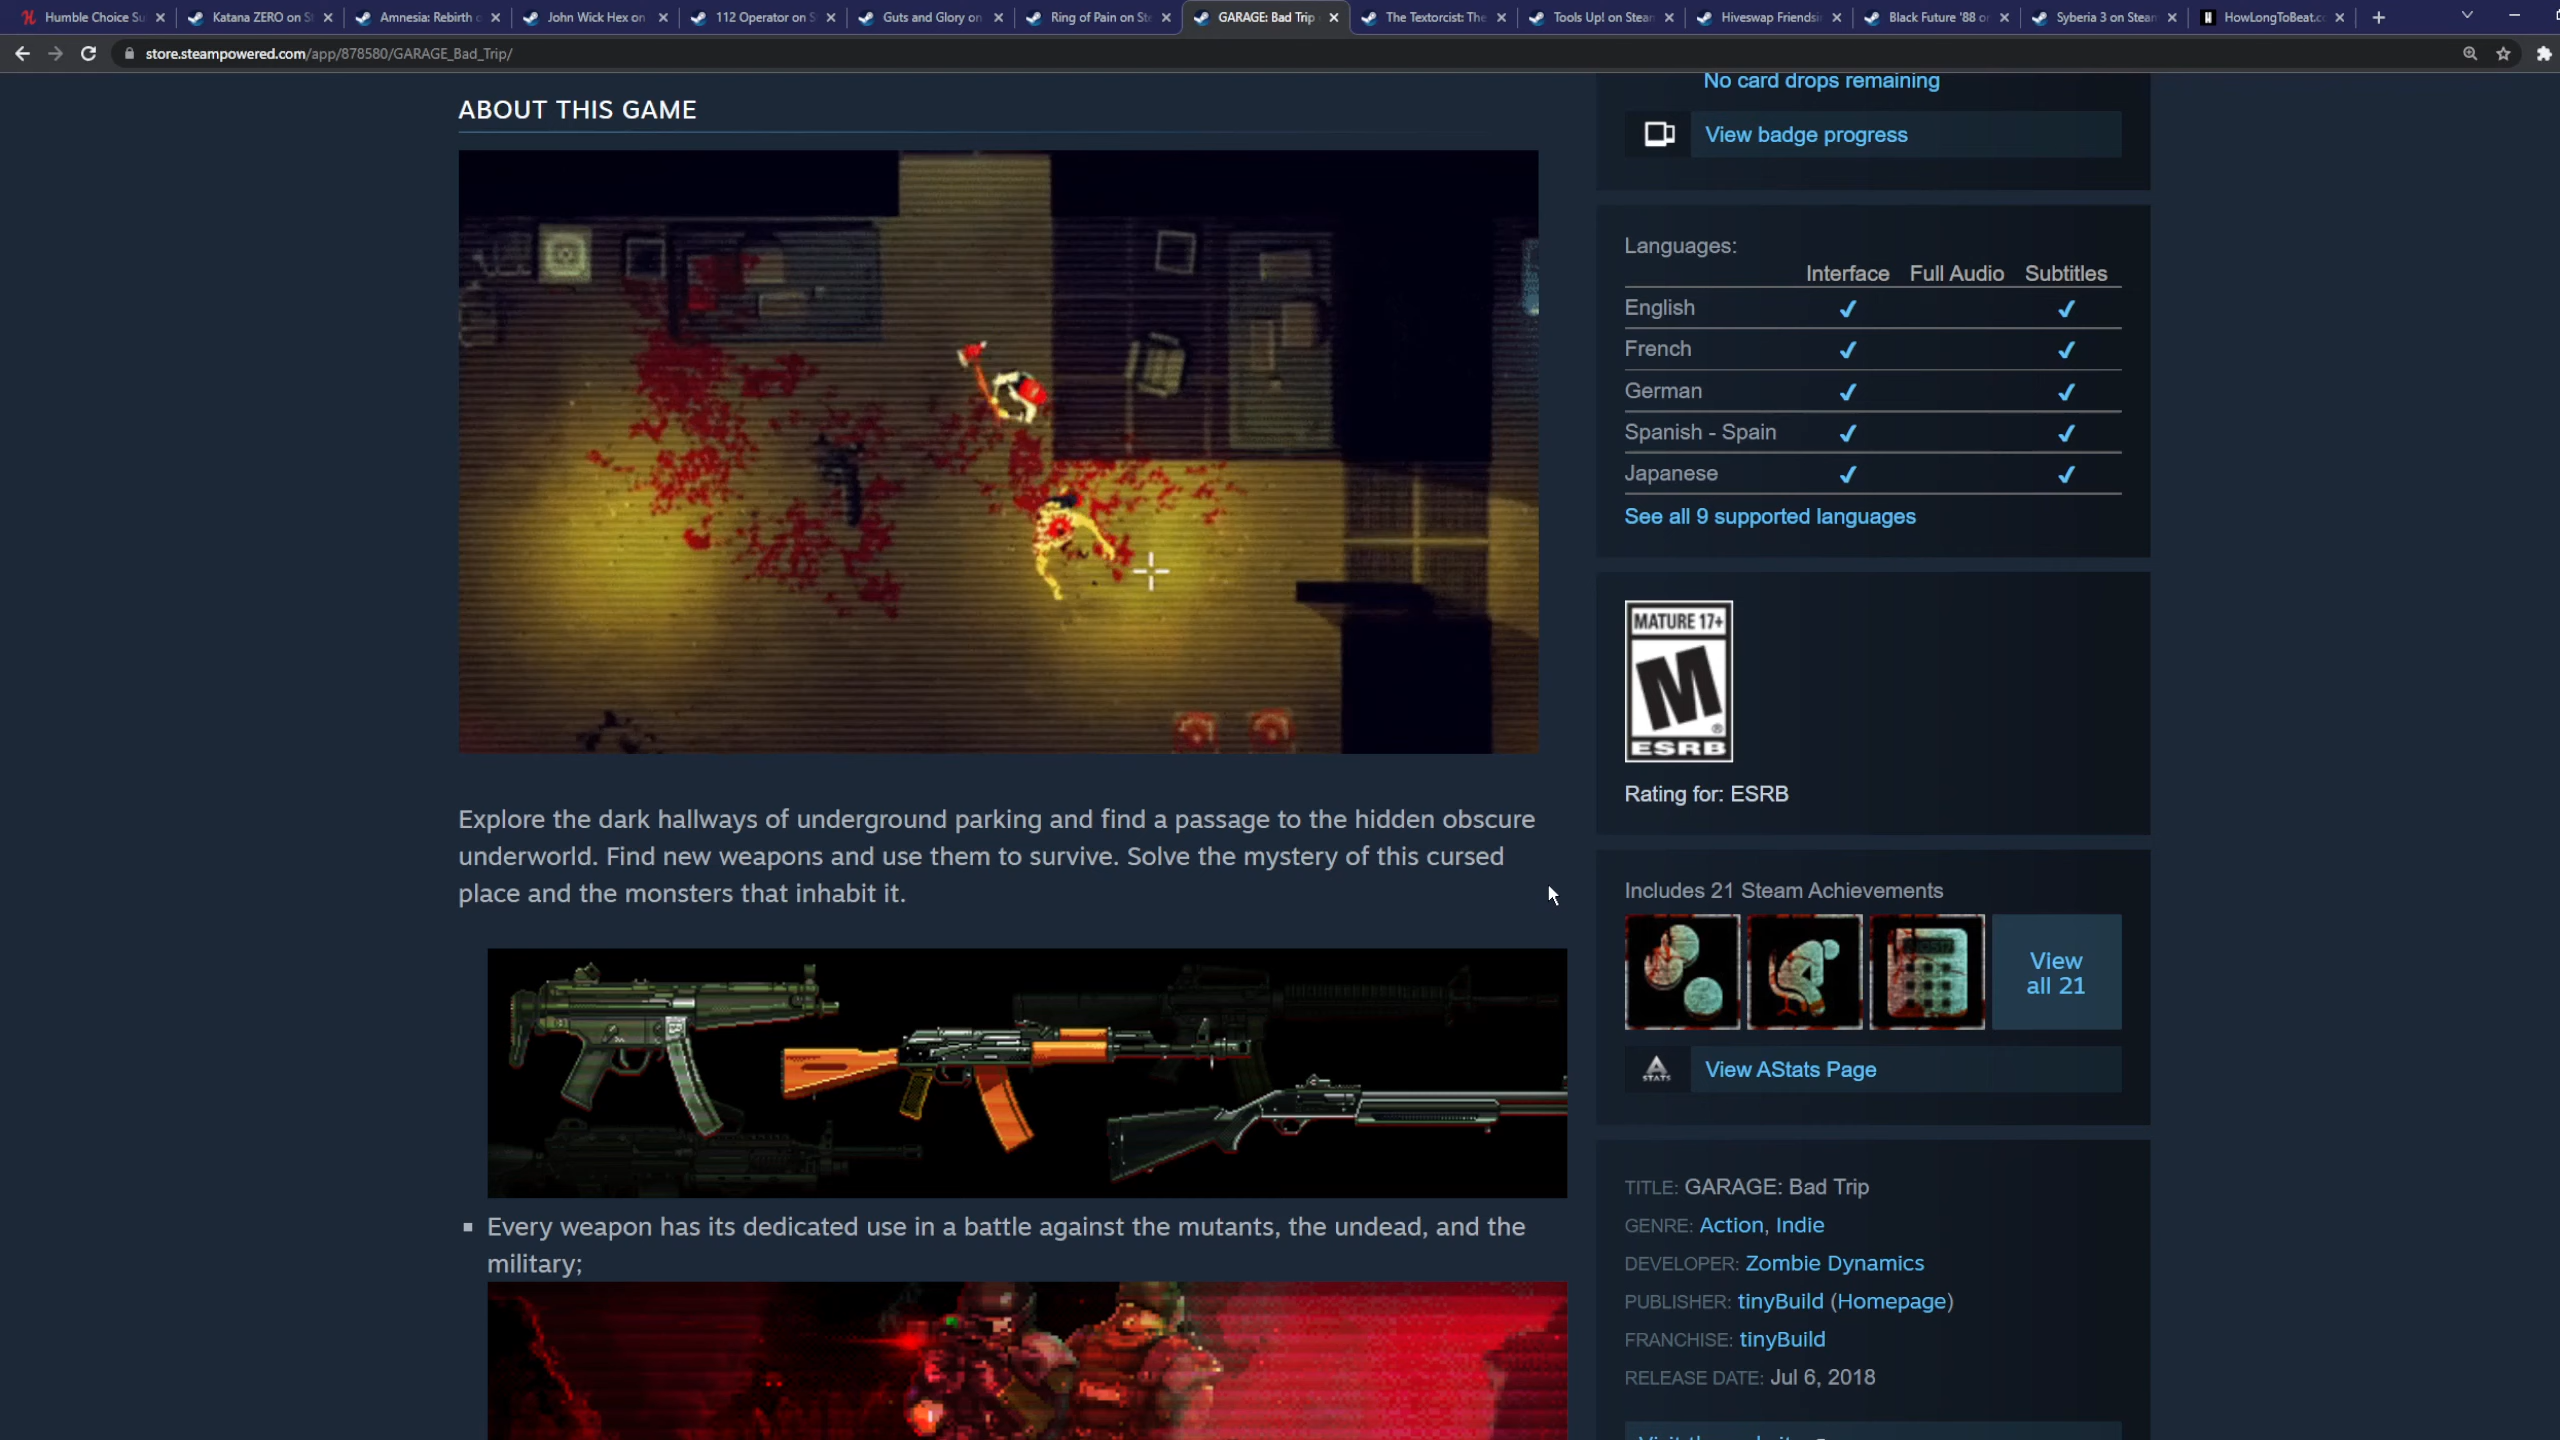 Humble Choice Su
Katana ZERO on S
Amnesia: Rebirth
John Wick Hex on
112 Operator on S
Guts and Glory on
Ring of Pain on Ste
GARAGE: Bad Trip
The Textorcist: The
Tools Up! on Steam
Hiveswap Friendsi
Black Future '88 or
Syberia 3 on Steam
HowLongToBeat.c
store.steampowered.com/app/878580/GARAGE_Bad_Trip/
ABOUT THIS GAME
Explore the dark hallways of underground parking and find a passage to the hidden obscure
underworld. Find new weapons and use them to survive. Solve the mystery of this cursed
place and the monsters that inhabit it.
Every weapon has its dedicated use in a battle against the mutants, the undead, and the
military;
No card drops remaining
View badge progress
Languages:
Interface Full Audio Subtitles
English ✔ ✔
French ✔ ✔
German ✔ ✔
Spanish - Spain ✔ ✔
Japanese ✔ ✔
See all 9 supported languages
MATURE 17+
M
ESRB
Rating for: ESRB
Includes 21 Steam Achievements
View
all 21
STATS
View AStats Page
TITLE: GARAGE: Bad Trip
GENRE: Action, Indie
DEVELOPER: Zombie Dynamics
PUBLISHER: tinyBuild (Homepage)
FRANCHISE: tinyBuild
RELEASE DATE: Jul 6, 2018